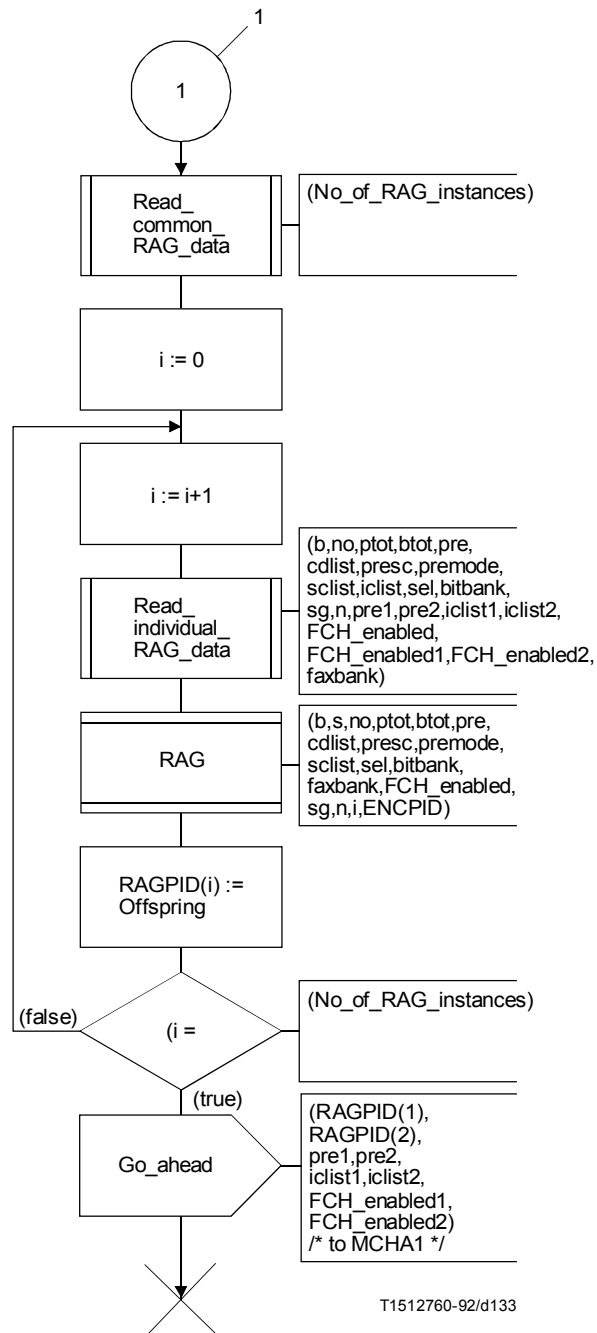 1
1
Read_
common_
RAG_data
(No_of_RAG_instances)
i := 0
i := i+1
Read_
individual_
RAG_data
(b,no,ptot,btot,pre,
cdlist,presc,premode,
sclist,iclist,sel,bitbank,
sg,n,pre1,pre2,iclist1,iclist2,
FCH_enabled,
FCH_enabled1,FCH_enabled2,
faxbank)
RAG
(b,s,no,ptot,btot,pre,
cdlist,presc,premode,
sclist,sel,bitbank,
faxbank,FCH_enabled,
sg,n,i,ENCPID)
RAGPID(i) :=
Offspring
(false)
(i =
(No_of_RAG_instances)
(true)
Go_ahead
(RAGPID(1),
RAGPID(2),
pre1,pre2,
iclist1,iclist2,
FCH_enabled1,
FCH_enabled2)
/* to MCHA1 */
T1512760-92/d133